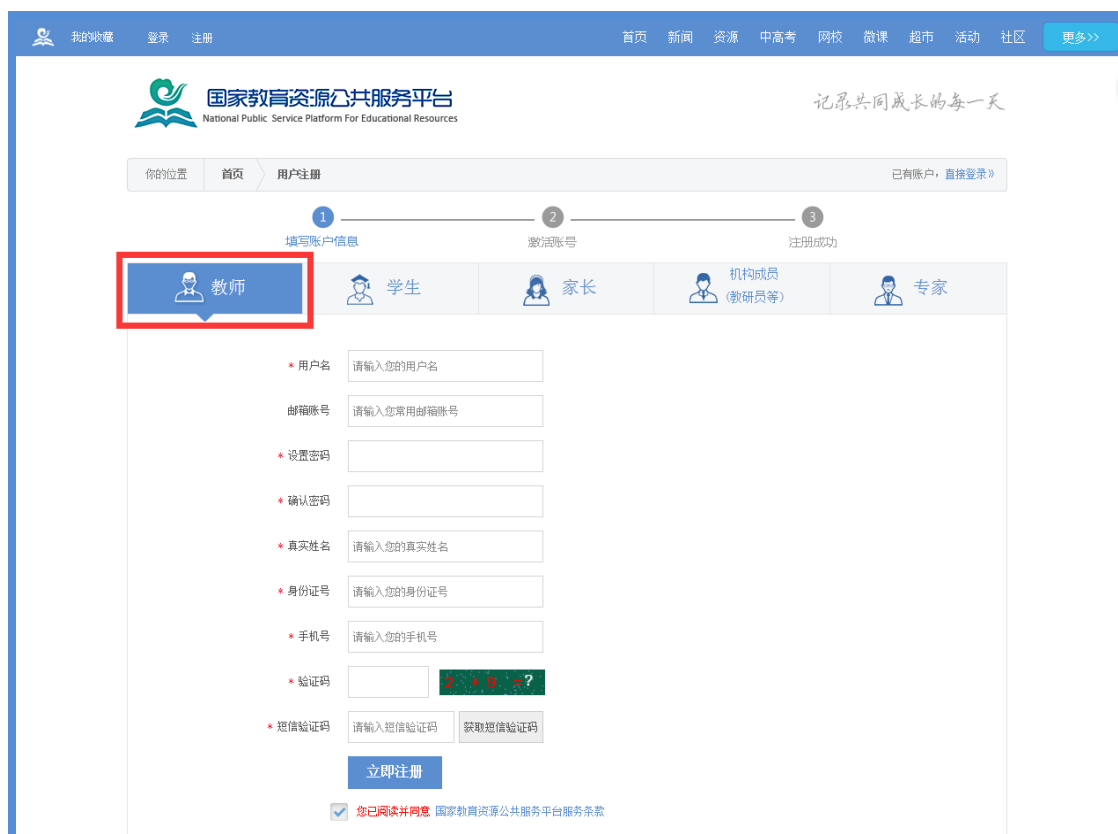 我的收藏 登录 注册 首页 新闻 资源 中高考 网校 微课 超市 活动 社区 更多>>
国家教育资源公共服务平台
National Public Service Platform For Educational Resources
记录共同成长的每一天
你的位置 首页 用户注册 已有账户，直接登录》
1 2 3
填写账户信息 激活账号 注册成功
教师 学生 家长 机构成员（教研员等） 专家
* 用户名 请输入您的用户名
邮箱账号 请输入您常用邮箱账号
* 设置密码
* 确认密码
* 真实姓名 请输入您的真实姓名
* 身份证号 请输入您的身份证号
* 手机号 请输入您的手机号
* 验证码 2 + 9 =?
* 短信验证码 请输入短信验证码 获取短信验证码
立即注册
您已阅读并同意 国家教育资源公共服务平台服务条款